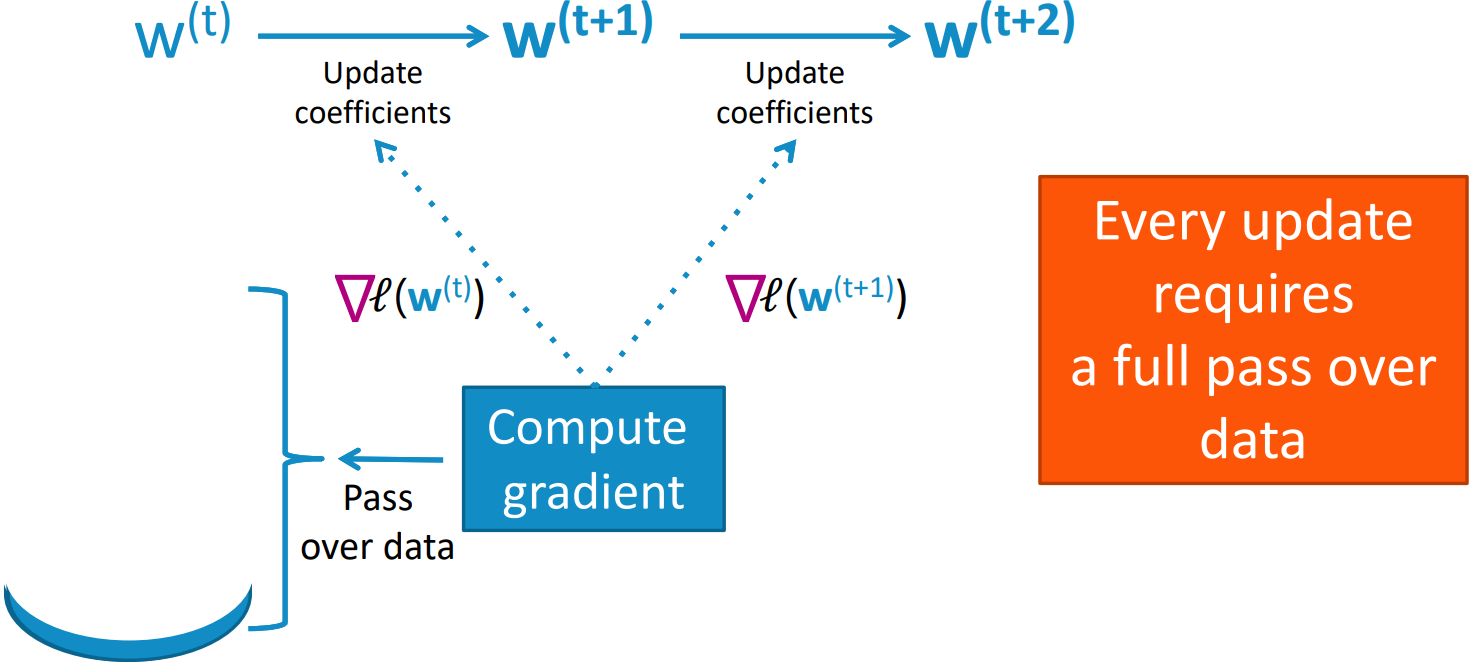 w(t) w(t+1) w(t+2)
Update
coefficients
Update
coefficients
∇ℓ(w(t))
∇ℓ(w(t+1))
Every update
requires
a full pass over
data
Compute
gradient
Pass
over data